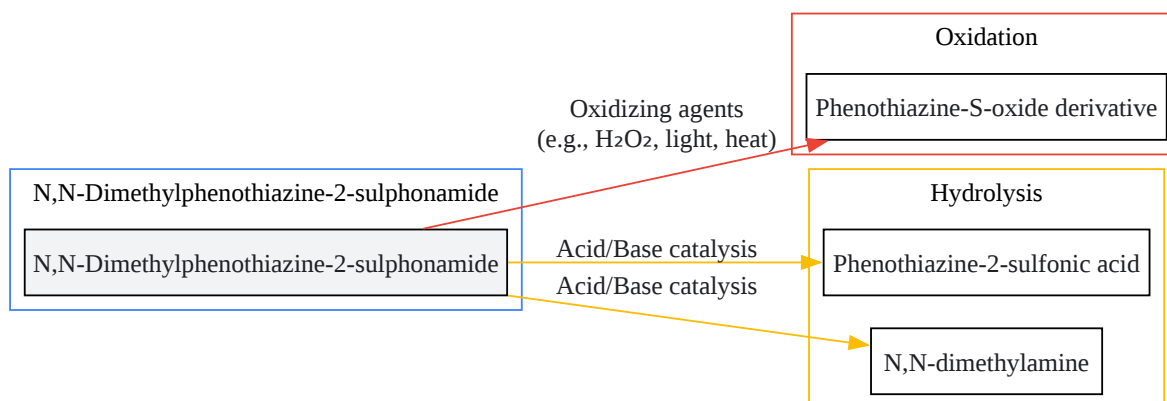 Oxidation
Phenothiazine-S-oxide derivative
Oxidizing agents
(e.g., H₂O₂, light, heat)
N,N-Dimethylphenothiazine-2-sulphonamide
N,N-Dimethylphenothiazine-2-sulphonamide
Hydrolysis
Acid/Base catalysis
Phenothiazine-2-sulfonic acid
Acid/Base catalysis
N,N-dimethylamine